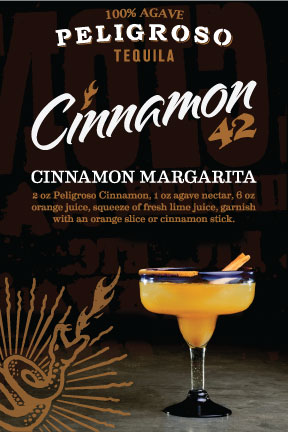 100% AGAVE
PELIGROSO
TEQUILA
Cinnamon
42
CINNAMON MARGARITA
2 oz Peligroso Cinnamon, 1 oz agave nectar, 6 oz
orange juice, squeeze of fresh lime juice, garnish
with an orange slice or cinnamon stick.